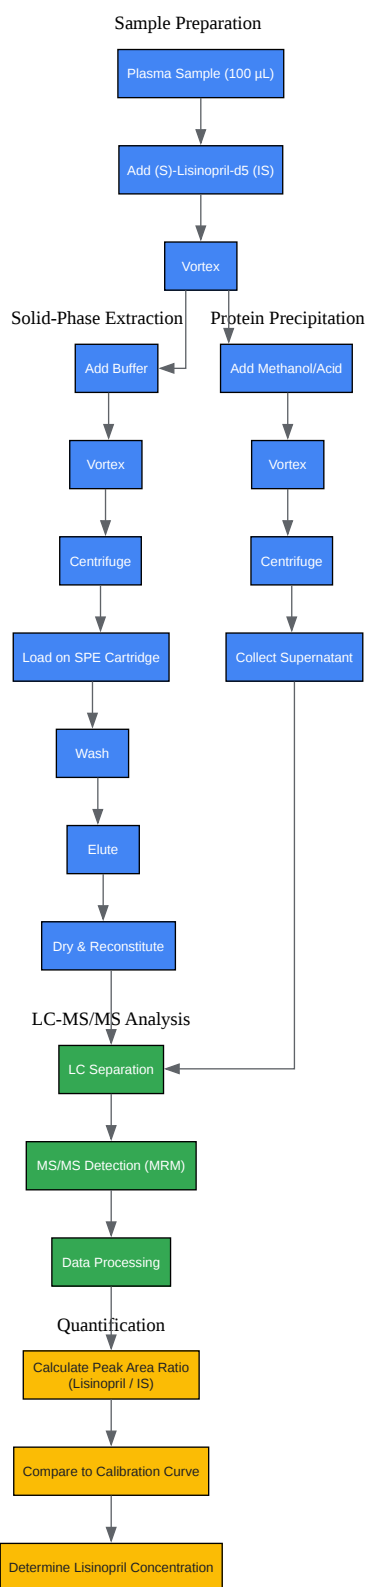 Sample Preparation
Plasma Sample (100 µL)
Add (S)-Lisinopril-d5 (IS)
Vortex
Solid-Phase Extraction
Protein Precipitation
Add Buffer
Add Methanol/Acid
Vortex
Vortex
Centrifuge
Centrifuge
Load on SPE Cartridge
Collect Supernatant
Wash
Elute
Dry & Reconstitute
LC-MS/MS Analysis
LC Separation
MS/MS Detection (MRM)
Data Processing
Quantification
Calculate Peak Area Ratio
(Lisinopril / IS)
Compare to Calibration Curve
Determine Lisinopril Concentration